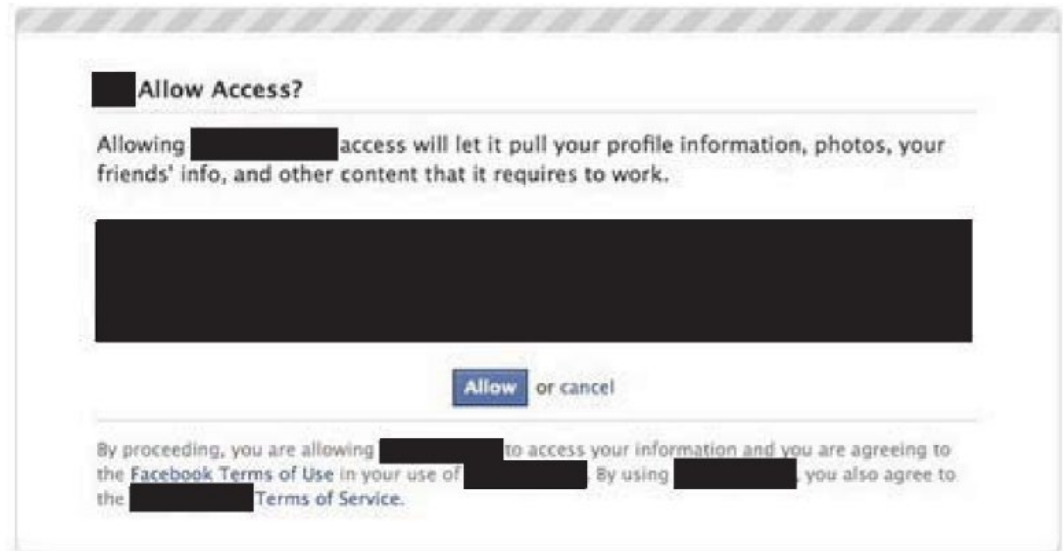 Allow Access?
Allowing access will let it pull your profile information, photos, your
friends' info, and other content that it requires to work.
Allow or cancel
By proceeding, you are allowing to access your information and you are agreeing to
the Facebook Terms of Use in your use of . By using , you also agree to
the Terms of Service.